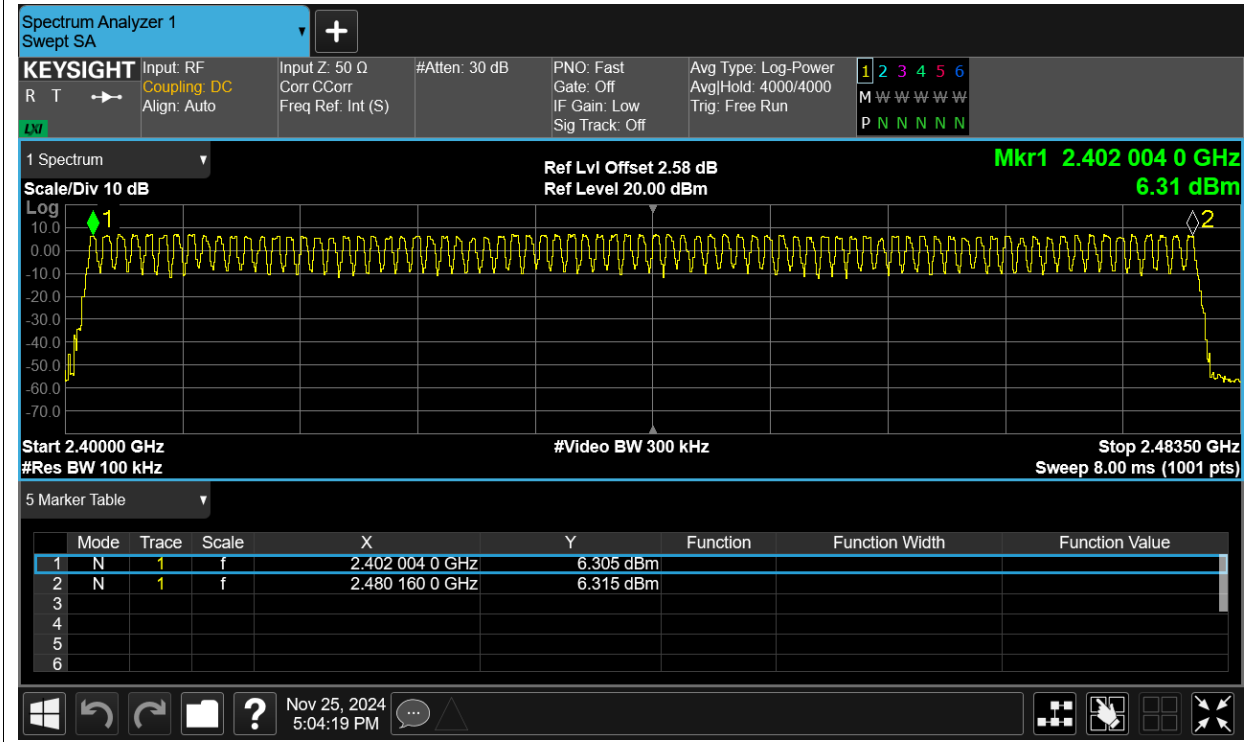 Spectrum Analyzer 1
Swept SA
+
KEYSIGHT Input: RF Input Z: 50 Ω #Atten: 30 dB PNO: Fast Avg Type: Log-Power 1 2 3 4 5 6
R T Coupling: DC Corr CCorr Gate: Off Avg|Hold: 4000/4000 M W W W W W
Align: Auto Freq Ref: Int (S) IF Gain: Low Trig: Free Run
LXI Sig Track: Off P N N N N N
1 Spectrum Ref Lvl Offset 2.58 dB Mkr1 2.402 004 0 GHz
Scale/Div 10 dB Ref Level 20.00 dBm 6.31 dBm
Log
1 2
10.0
0.00
-10.0
-20.0
-30.0
-40.0
-50.0
-60.0
-70.0
Start 2.40000 GHz #Video BW 300 kHz Stop 2.48350 GHz
#Res BW 100 kHz Sweep 8.00 ms (1001 pts)
5 Marker Table
Mode Trace Scale X Y Function Function Width Function Value
1 N 1 f 2.402 004 0 GHz 6.305 dBm
2 N 1 f 2.480 160 0 GHz 6.315 dBm
3
4
5
6
? Nov 25, 2024
5:04:19 PM